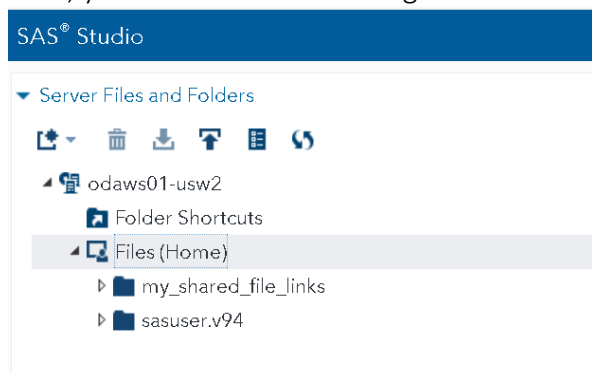 SAS® Studio
Server Files and Folders
odaws01-usw2
Folder Shortcuts
Files (Home)
my_shared_file_links
sasuser.v94